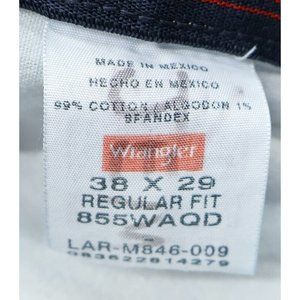 MADE IN MEXICO
HECHO EN MEXICO
99% COTTON / ALGODON 1%
SPANDEX
Wrangler
38 X 29
REGULAR FIT
855WAQD
-
LAR-M846-009
083622814279